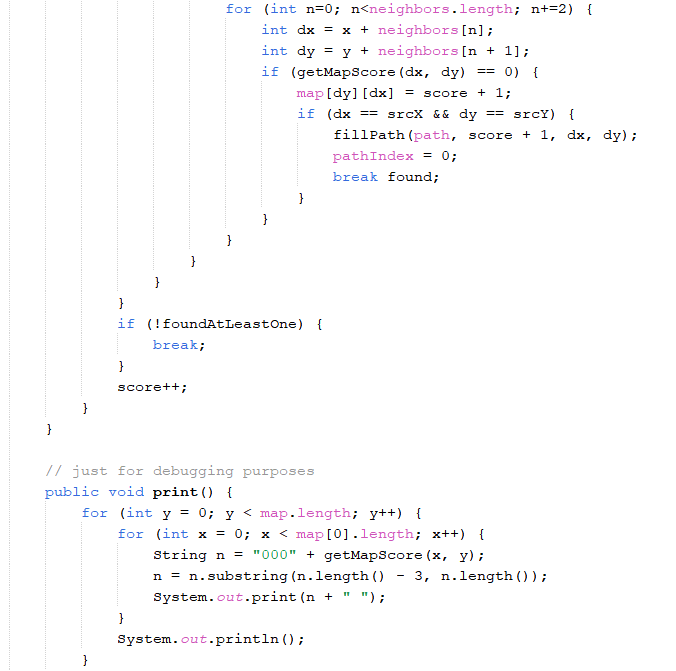 for (int n=0; n<neighbors.length; n+=2) {
int dx = x + neighbors[n];
int dy = y + neighbors[n + 1];
if (getMapScore(dx, dy) == 0) {
map[dy][dx] = score + 1;
if (dx == srcX && dy == srcY) {
fillPath(path, score + 1, dx, dy);
pathIndex = 0;
break found;
}
}
}
}
}
}
if (!foundAtLeastOne) {
break;
}
score++;
}
}
// just for debugging purposes
public void print() {
for (int y = 0; y < map.length; y++) {
for (int x = 0; x < map[0].length; x++) {
String n = "000" + getMapScore(x, y);
n = n.substring(n.length() - 3, n.length());
System.out.print(n + " ");
}
System.out.println();
}